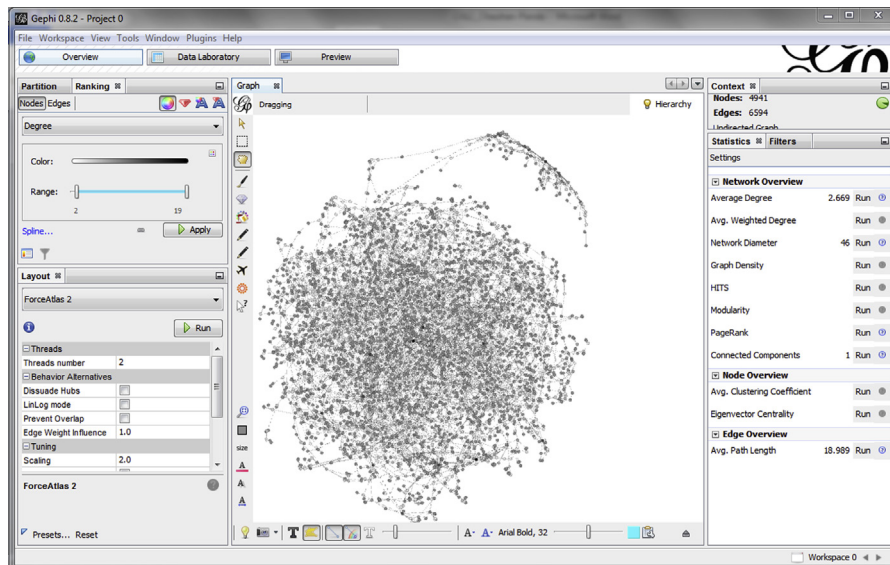 Gephi 0.8.2 - Project 0
File Workspace View Tools Window Plugins Help
Overview Data Laboratory Preview
Partition Ranking
Nodes Edges
Degree
Color:
Range:
2 19
Spline...
Apply
Layout
ForceAtlas 2
Run
Threads
Threads number 2
Behavior Alternatives
Dissuade Hubs
LinLog mode
Prevent Overlap
Edge Weight Influence 1.0
Tuning
Scaling 2.0
ForceAtlas 2
Presets... Reset
Graph
Dragging
Hierarchy
size
A
A
A
T T A- A- Arial Bold, 32
Context
Nodes: 4941
Edges: 6594
Undirected Graph
Statistics Filters
Settings
Network Overview
Average Degree 2.669 Run
Avg. Weighted Degree Run
Network Diameter 46 Run
Graph Density Run
HITS Run
Modularity Run
PageRank Run
Connected Components 1 Run
Node Overview
Avg. Clustering Coefficient Run
Eigenvector Centrality Run
Edge Overview
Avg. Path Length 18.989 Run
Workspace 0